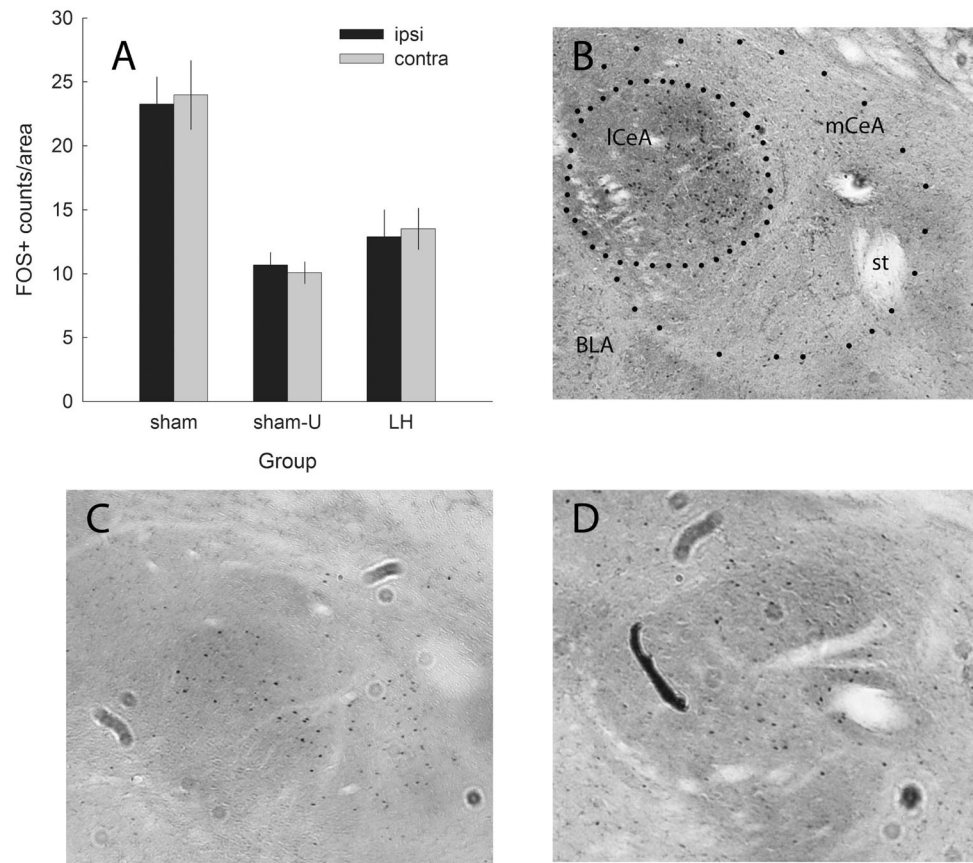 A
ipsi
contra
30
25
20
15
10
5
0
FOS+ counts/area
sham
sham-U
LH
Group
B
lCeA
mCeA
st
BLA
C
D